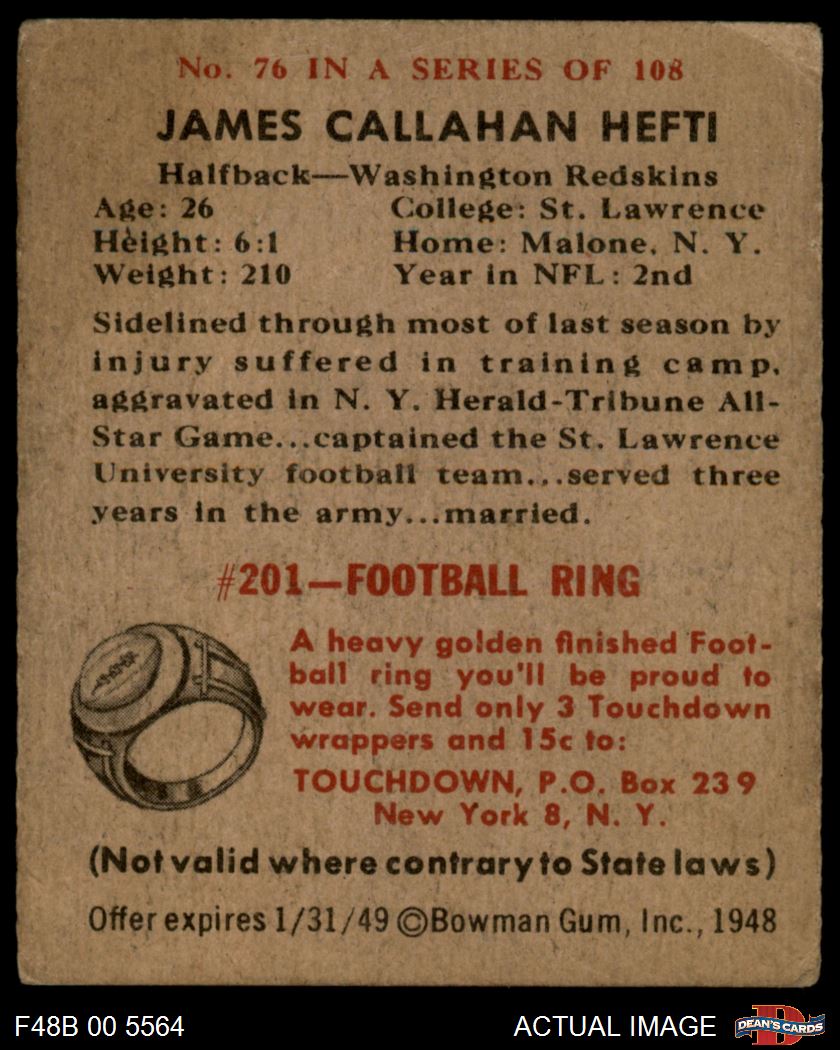 No. 76 IN A SERIES OF 108
JAMES CALLAHAN HEFTI
Halfback—Washington Redskins
Age: 26 College: St. Lawrence
Height: 6:1 Home: Malone, N. Y.
Weight: 210 Year in NFL: 2nd
Sidelined through most of last season by
injury suffered in training camp,
aggravated in N. Y. Herald-Tribune All-
Star Game...captained the St. Lawrence
University football team...served three
years in the army...married.
#201—FOOTBALL RING
A heavy golden finished Foot-
ball ring you'll be proud to
wear. Send only 3 Touchdown
wrappers and 15c to:
TOUCHDOWN, P.O. Box 239
New York 8, N. Y.
(Not valid where contrary to State laws)
Offer expires 1/31/49 ©Bowman Gum, Inc., 1948
F48B 00 5564 ACTUAL IMAGE D DEAN'S CARDS